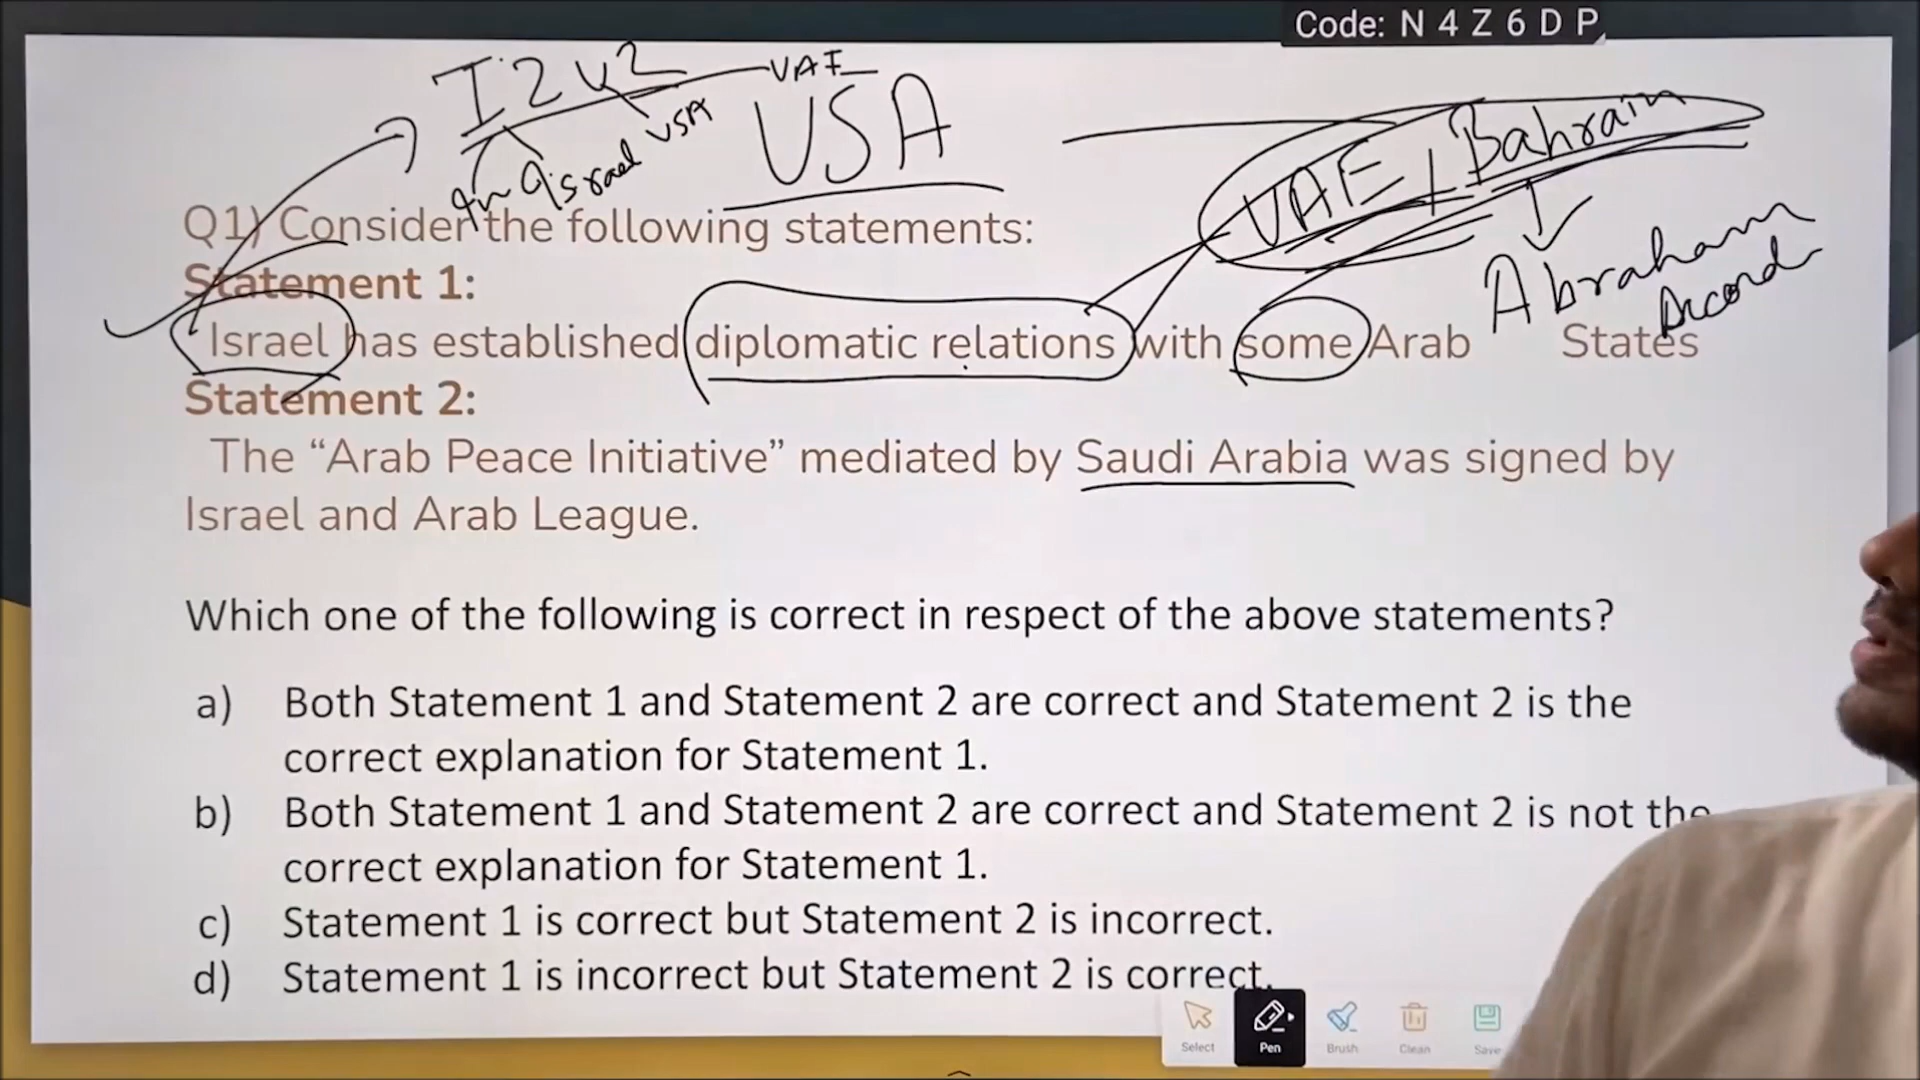 Code: N 4 Z 6 D P
I2U2 UAE
USA
In Israel USA
UAE, Bahrain
Abraham
Accord
Q1) Consider the following statements:
Statement 1:
Israel has established diplomatic relations with some Arab States
Statement 2:
The “Arab Peace Initiative” mediated by Saudi Arabia was signed by
Israel and Arab League.
Which one of the following is correct in respect of the above statements?
a) Both Statement 1 and Statement 2 are correct and Statement 2 is the
correct explanation for Statement 1.
b) Both Statement 1 and Statement 2 are correct and Statement 2 is not the
correct explanation for Statement 1.
c) Statement 1 is correct but Statement 2 is incorrect.
d) Statement 1 is incorrect but Statement 2 is correct.
Select Pen Brush Clean Save